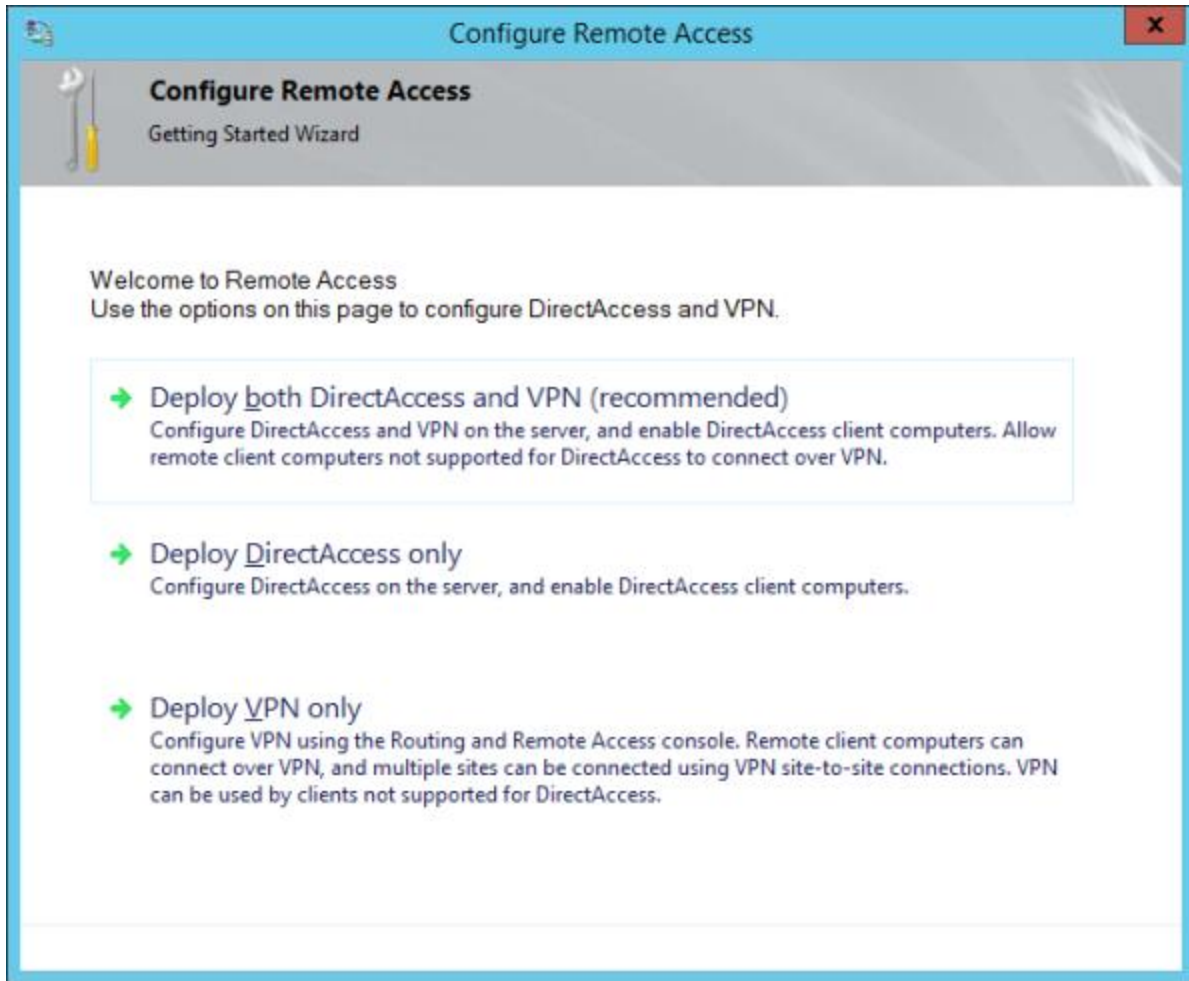 Configure Remote Access
x
Configure Remote Access
Getting Started Wizard
Welcome to Remote Access
Use the options on this page to configure DirectAccess and VPN.
Deploy both DirectAccess and VPN (recommended)
Configure DirectAccess and VPN on the server, and enable DirectAccess client computers. Allow
remote client computers not supported for DirectAccess to connect over VPN.
Deploy DirectAccess only
Configure DirectAccess on the server, and enable DirectAccess client computers.
Deploy VPN only
Configure VPN using the Routing and Remote Access console. Remote client computers can
connect over VPN, and multiple sites can be connected using VPN site-to-site connections. VPN
can be used by clients not supported for DirectAccess.